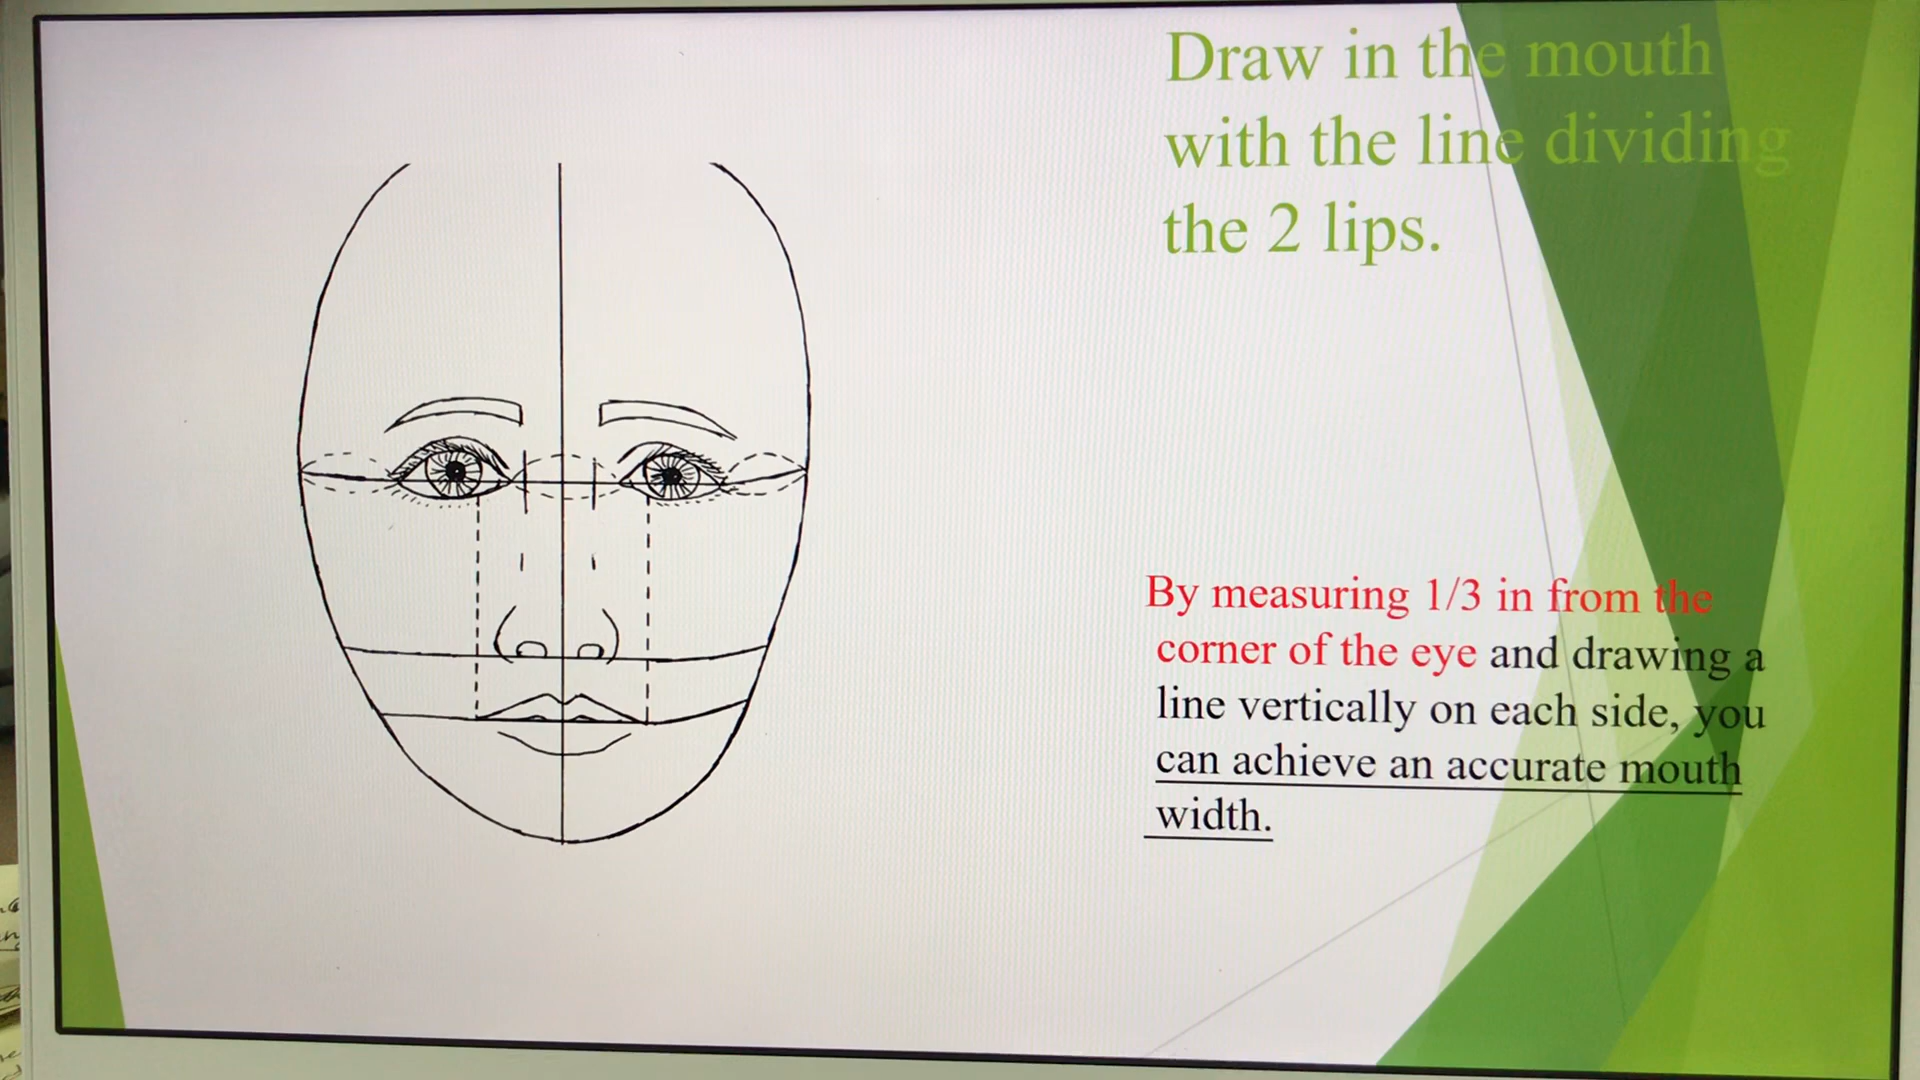 Draw in the mouth
with the line dividing
the 2 lips.
By measuring 1/3 in from the
corner of the eye and drawing a
line vertically on each side, you
can achieve an accurate mouth
width.